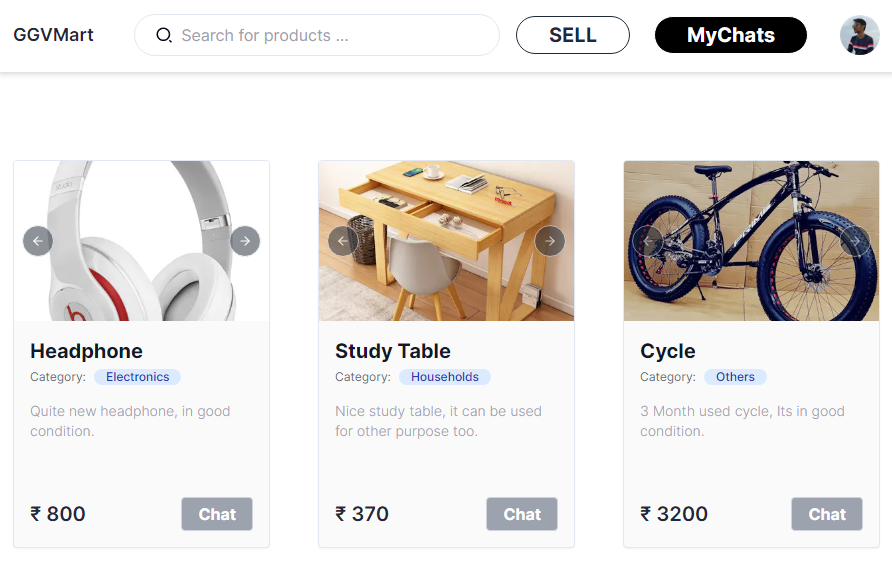 GGVMart
Search for products ...
SELL
MyChats
studio
Headphone
Category: Electronics
Quite new headphone, in good
condition.
₹ 800
Chat
Study Table
Category: Households
Nice study table, it can be used
for other purpose too.
₹ 370
Chat
Cycle
Category: Others
3 Month used cycle, Its in good
condition.
₹ 3200
Chat